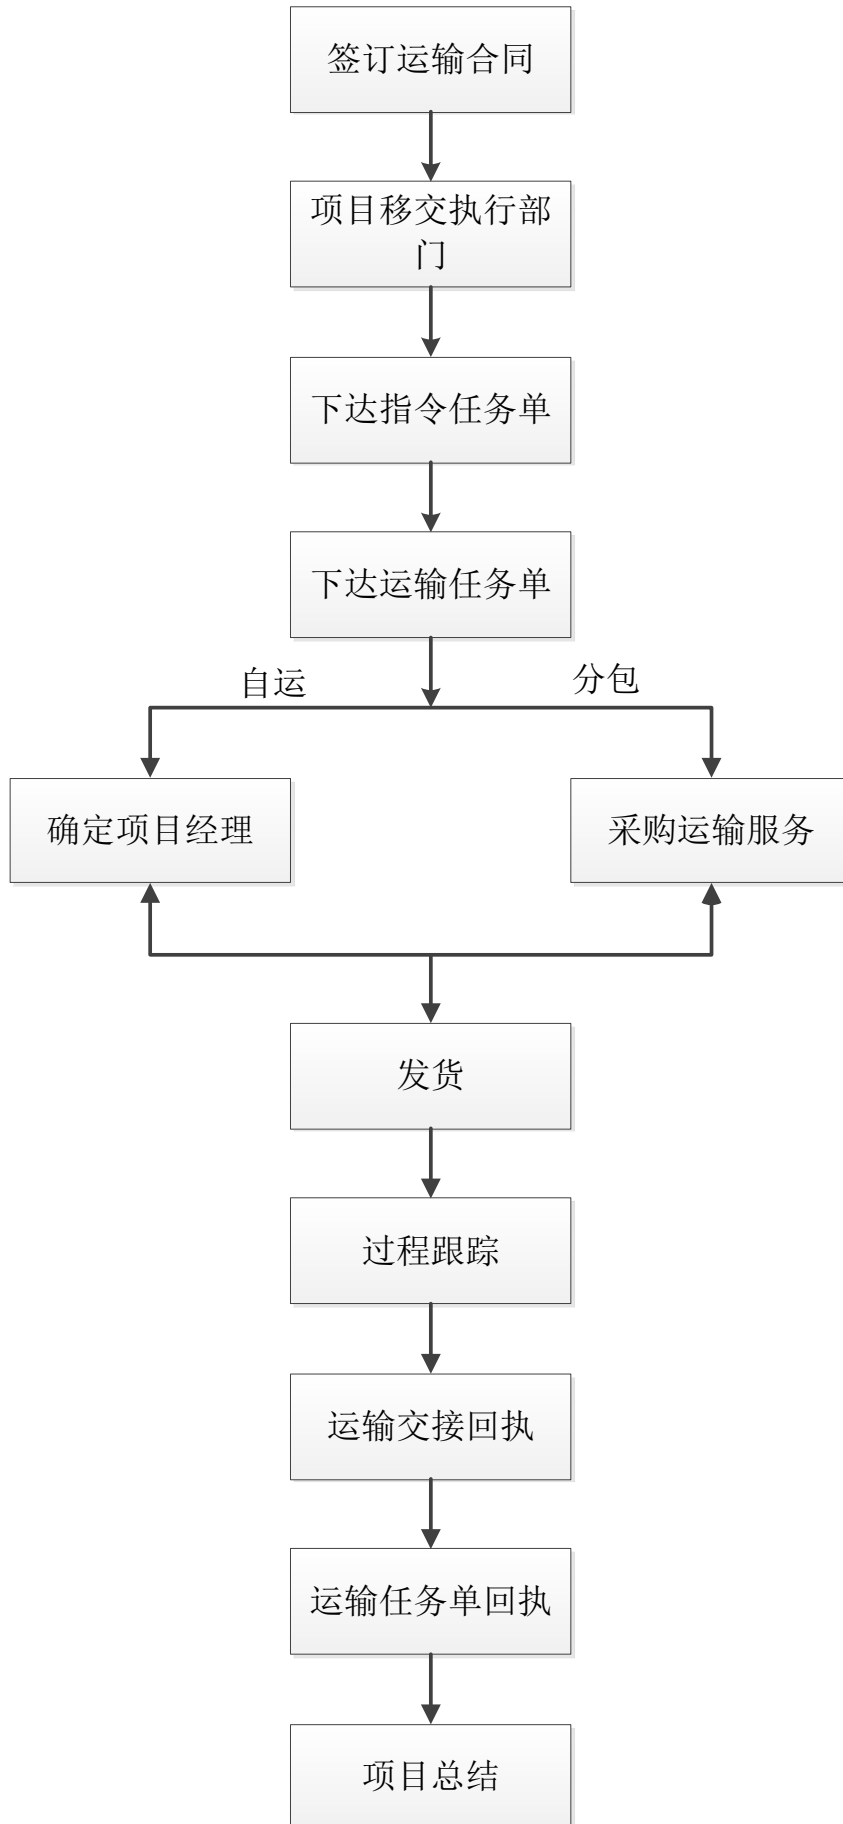 签订运输合同
项目移交执行部
门
下达指令任务单
下达运输任务单
自运
分包
确定项目经理
采购运输服务
发货
过程跟踪
运输交接回执
运输任务单回执
项目总结